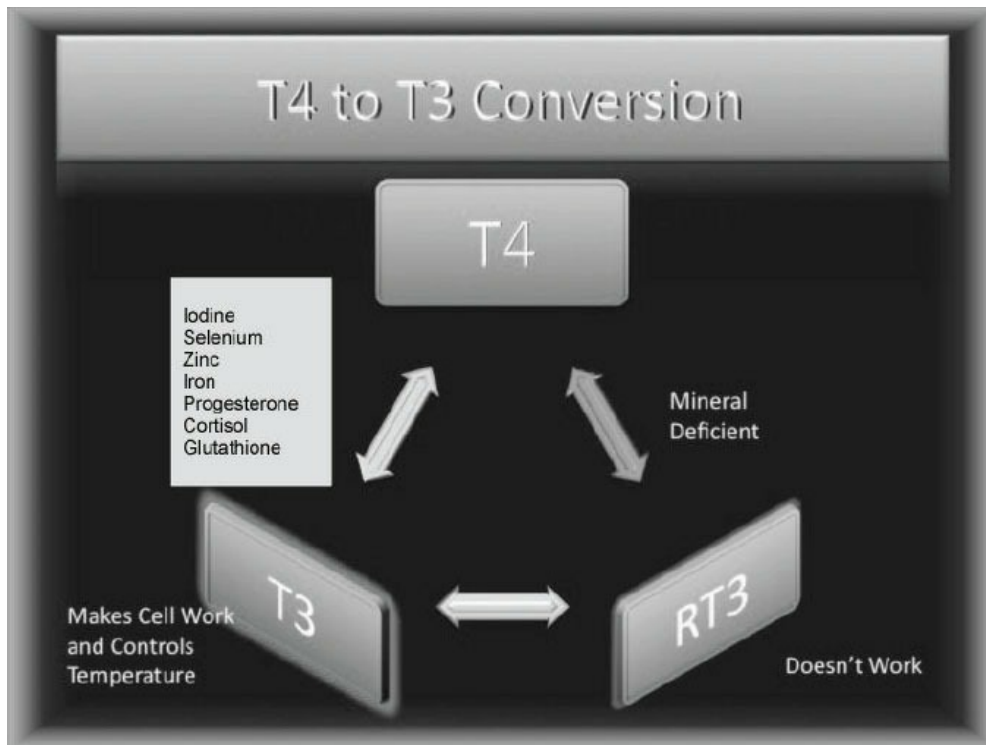 T4 to T3 Conversion
T4
Iodine
Selenium
Zinc
Iron
Progesterone
Cortisol
Glutathione
Mineral
Deficient
T3
RT3
Makes Cell Work
and Controls
Temperature
Doesn't Work